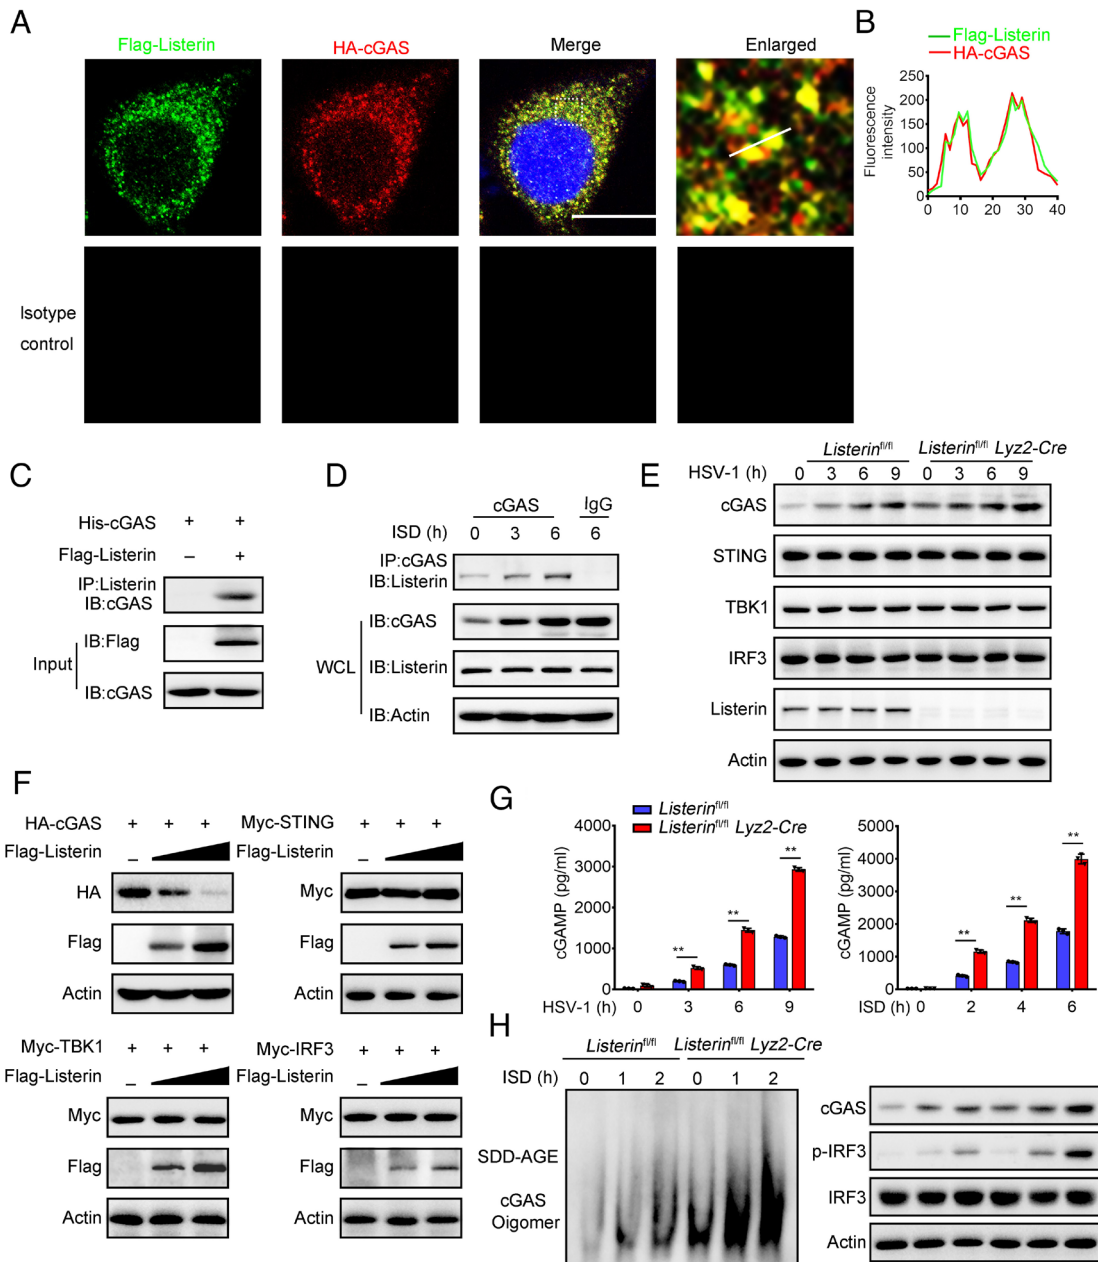 A
Flag-Listerin
HA-cGAS
Merge
Enlarged
Isotype
control
B
Flag-Listerin
HA-cGAS
Fluorescence
intensity
250
200
150
100
50
0
0 10 20 30 40
C
His-cGAS + +
Flag-Listerin – +
IP:Listerin
IB:cGAS
Input
IB:Flag
IB:cGAS
D
cGAS IgG
ISD (h) 0 3 6 6
IP:cGAS
IB:Listerin
WCL
IB:cGAS
IB:Listerin
IB:Actin
E
Listerinfl/fl Listerinfl/fl Lyz2-Cre
HSV-1 (h) 0 3 6 9 0 3 6 9
cGAS
STING
TBK1
IRF3
Listerin
Actin
F
HA-cGAS + + +
Flag-Listerin –
HA
Flag
Actin
Myc-STING + + +
Flag-Listerin –
Myc
Flag
Actin
Myc-TBK1 + + +
Flag-Listerin –
Myc
Flag
Actin
Myc-IRF3 + + +
Flag-Listerin –
Myc
Flag
Actin
G
Listerinfl/fl
Listerinfl/fl Lyz2-Cre
cGAMP (pg/ml)
4000
3000
2000
1000
0
** ** **
HSV-1 (h) 0 3 6 9
cGAMP (pg/ml)
5000
4000
3000
2000
1000
0
** ** **
ISD (h) 0 2 4 6
H
Listerinfl/fl Listerinfl/fl Lyz2-Cre
ISD (h) 0 1 2 0 1 2
SDD-AGE
cGAS
Oigomer
cGAS
p-IRF3
IRF3
Actin